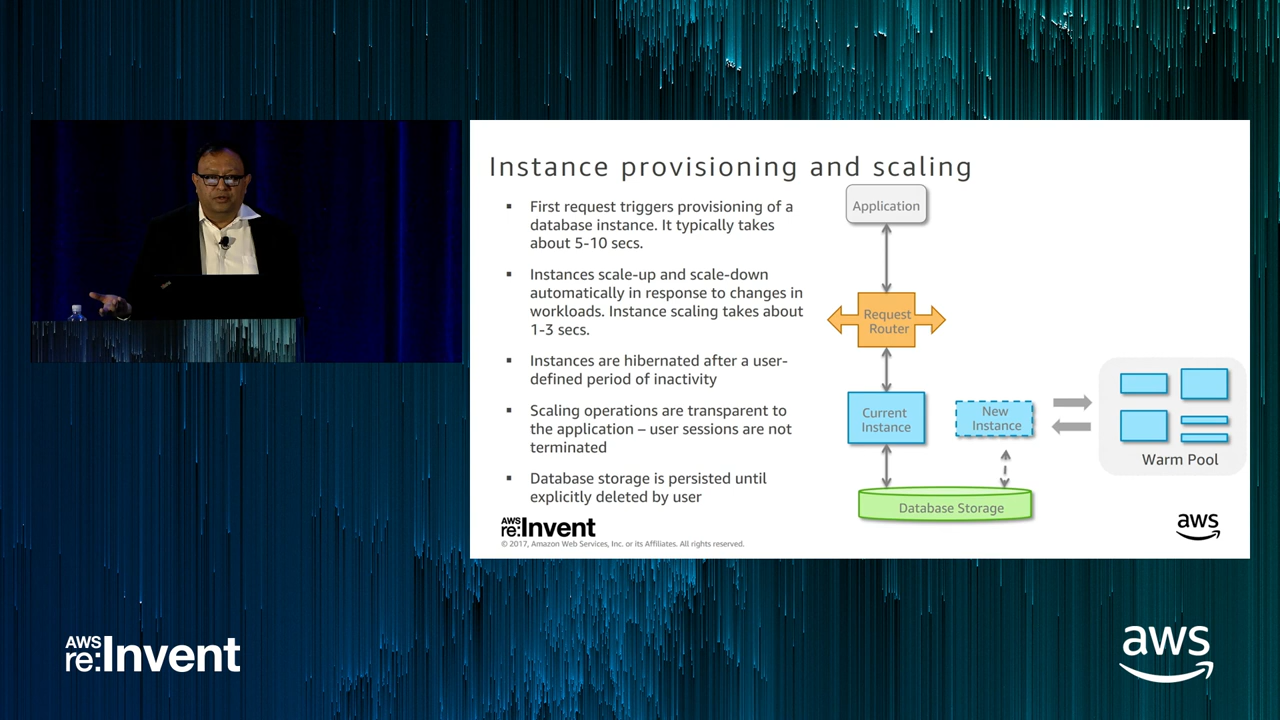 Instance provisioning and scaling
▪ First request triggers provisioning of a
database instance. It typically takes
about 5-10 secs.
▪ Instances scale-up and scale-down
automatically in response to changes in
workloads. Instance scaling takes about
1-3 secs.
▪ Instances are hibernated after a user-
defined period of inactivity
▪ Scaling operations are transparent to
the application – user sessions are not
terminated
▪ Database storage is persisted until
explicitly deleted by user
Application
Request
Router
Current
Instance
New
Instance
Warm Pool
Database Storage
AWS
re:Invent
© 2017, Amazon Web Services, Inc. or its Affiliates. All rights reserved.
aws
AWS
re:Invent
aws